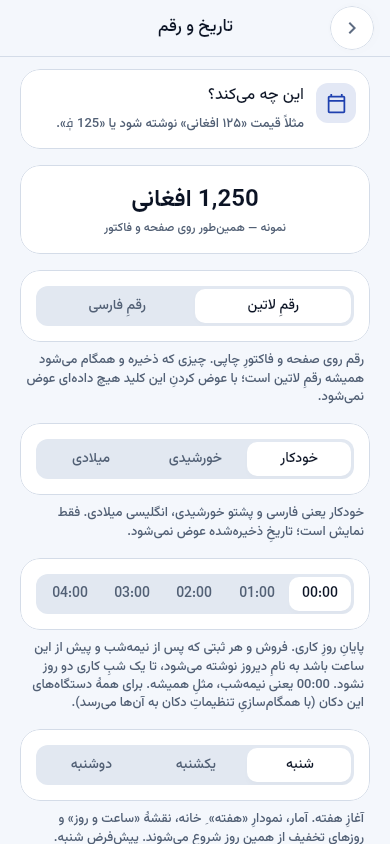 تاریخ و رقم
این چه می‌کند؟
مثلاً قیمت «۱۲۵ افغانی» نوشته شود یا «125 ؋».
1,250 افغانی
نمونه — همین‌طور روی صفحه و فاکتور
رقمِ لاتین
رقمِ فارسی
رقم روی صفحه و فاکتورِ چاپی. چیزی که ذخیره و همگام می‌شود
همیشه رقمِ لاتین است؛ با عوض کردنِ این کلید هیچ داده‌ای عوض
نمی‌شود.
خودکار
خورشیدی
میلادی
خودکار یعنی فارسی و پشتو خورشیدی، انگلیسی میلادی. فقط
نمایش است؛ تاریخِ ذخیره‌شده عوض نمی‌شود.
00:00
01:00
02:00
03:00
04:00
پایانِ روزِ کاری. فروش و هر ثبتی که پس از نیمه‌شب و پیش از این
ساعت باشد به نامِ دیروز نوشته می‌شود، تا یک شبِ کاری دو روز
نشود. 00:00 یعنی نیمه‌شب، مثلِ همیشه. برای همهٔ دستگاه‌های
این دکان (با همگام‌سازیِ تنظیماتِ دکان به آن‌ها می‌رسد).
شنبه
یکشنبه
دوشنبه
آغازِ هفته. آمار، نمودارِ «هفته»ِ خانه، نقشهٔ «ساعت و روز» و
روزهای تخفیف از همین روز شروع می‌شوند. پیش‌فرض شنبه.